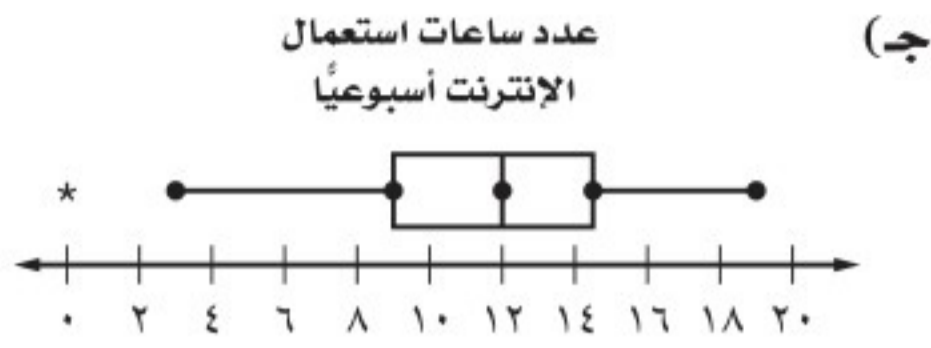 جـ)
عدد ساعات استعمال
الإنترنت أسبوعيًّا
*
٠ ٢ ٤ ٦ ٨ ١٠ ١٢ ١٤ ١٦ ١٨ ٢٠